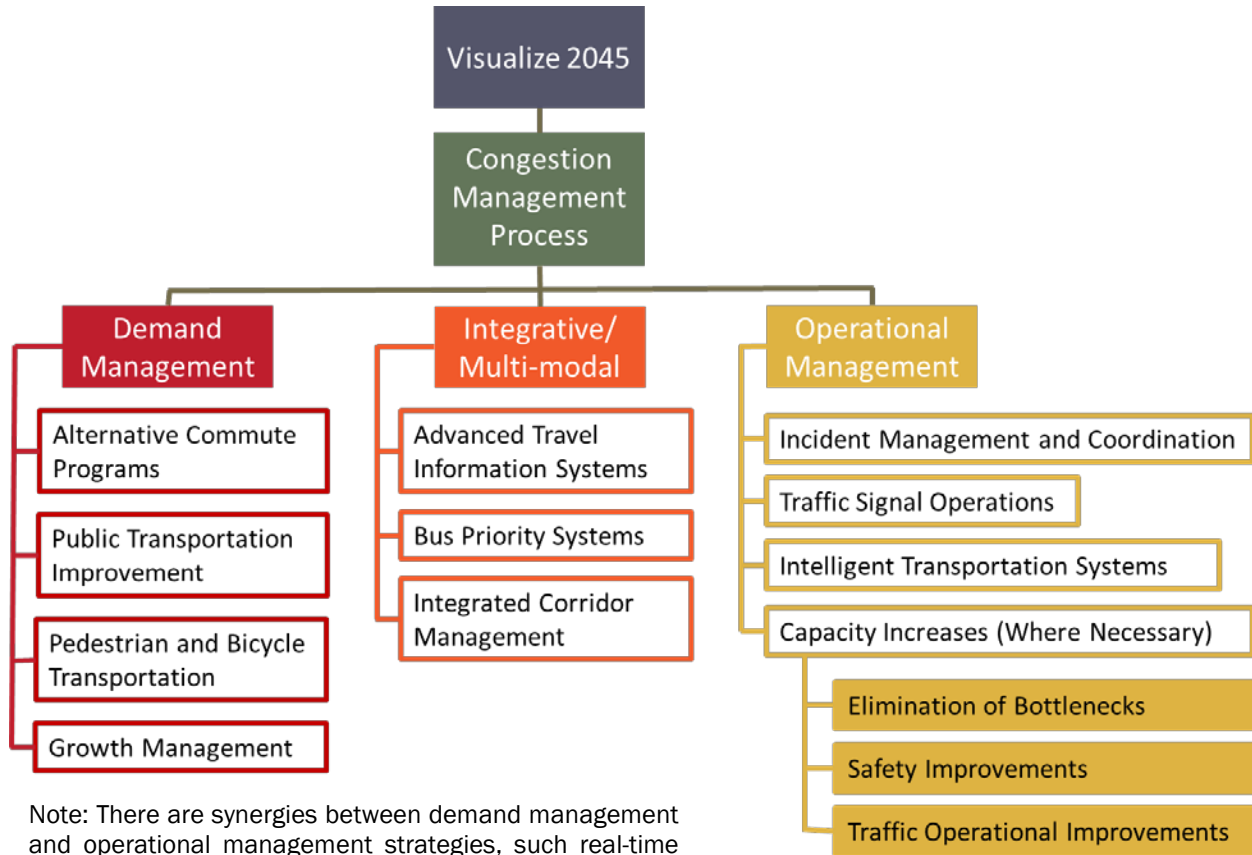 Visualize 2045
Congestion
Management
Process
Demand
Management
Alternative Commute
Programs
Public Transportation
Improvement
Pedestrian and Bicycle
Transportation
Growth Management
Integrative/
Multi-modal
Advanced Travel
Information Systems
Bus Priority Systems
Integrated Corridor
Management
Operational
Management
Incident Management and Coordination
Traffic Signal Operations
Intelligent Transportation Systems
Capacity Increases (Where Necessary)
Elimination of Bottlenecks
Safety Improvements
Traffic Operational Improvements
Note: There are synergies between demand management
and operational management strategies, such real-time